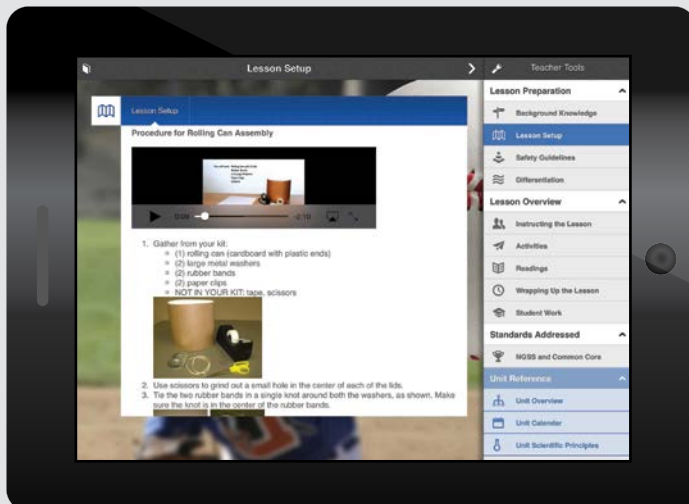 Lesson Setup
Teacher Tools
Lesson Setup
Procedure for Rolling Can Assembly
0:09
-2:10
1. Gather from your kit:
(1) rolling can (cardboard with plastic ends)
(2) large metal washers
(2) rubber bands
(2) paper clips
NOT IN YOUR KIT: tape, scissors
2. Use scissors to grind out a small hole in the center of each of the lids.
3. Tie the two rubber bands in a single knot around both the washers, as shown. Make
sure the knot is in the center of the rubber bands.
Lesson Preparation
Background Knowledge
Lesson Setup
Safety Guidelines
Differentiation
Lesson Overview
Instructing the Lesson
Activities
Readings
Wrapping Up the Lesson
Student Work
Standards Addressed
NGSS and Common Core
Unit Reference
Unit Overview
Unit Calendar
Unit Scientific Principles